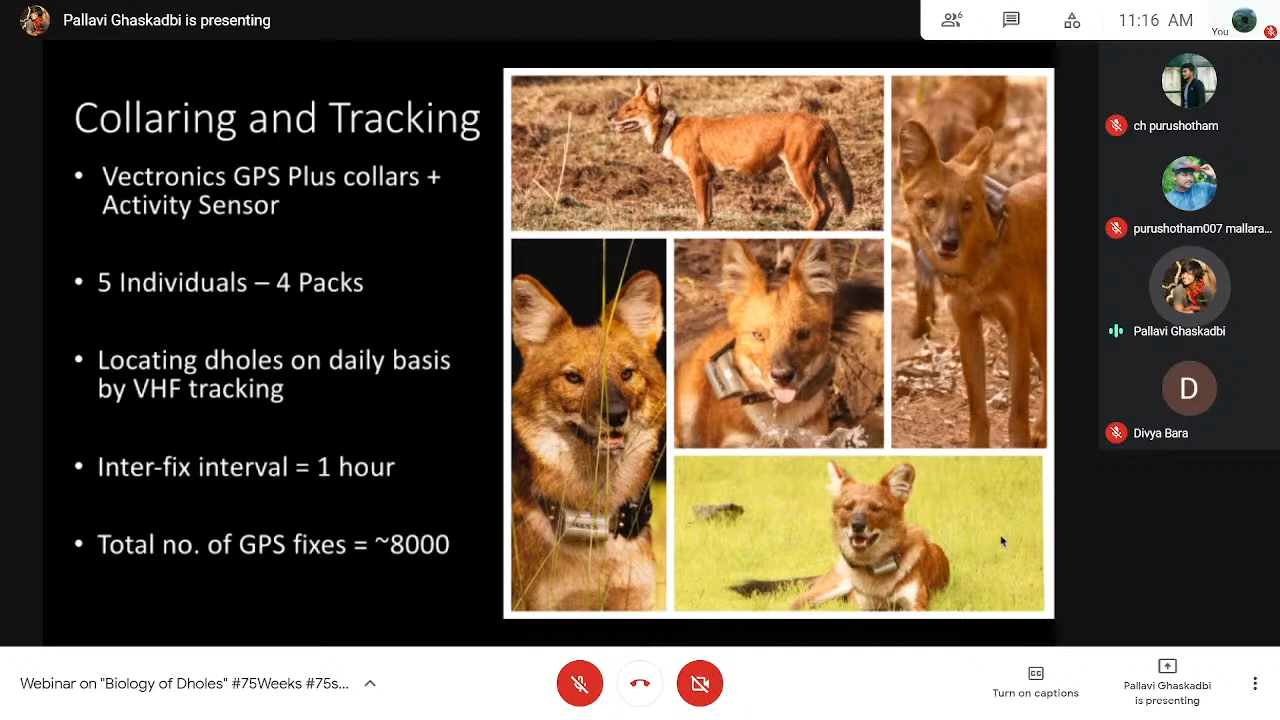 Pallavi Ghaskadbi is presenting
6
11:16 AM
You
Collaring and Tracking
• Vectronics GPS Plus collars +
Activity Sensor
• 5 Individuals – 4 Packs
• Locating dholes on daily basis
by VHF tracking
• Inter-fix interval = 1 hour
• Total no. of GPS fixes = ~8000
ch purushotham
purushotham007 mallara...
Pallavi Ghaskadbi
D
Divya Bara
Webinar on "Biology of Dholes" #75Weeks #75s...
CC
Turn on captions
Pallavi Ghaskadbi
is presenting